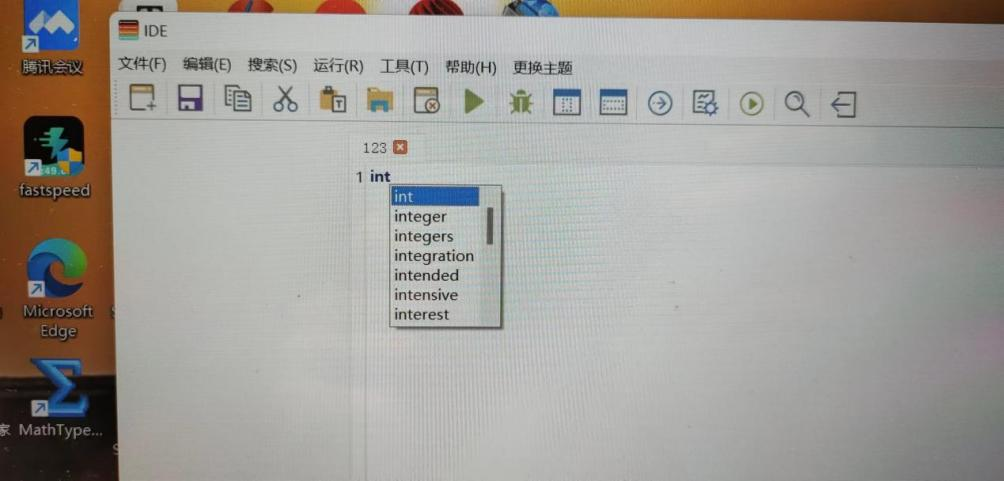 IDE
腾讯会议
文件(F) 编辑(E) 搜索(S) 运行(R) 工具(T) 帮助(H) 更换主题
123
fastspeed
1 int
int
integer
integers
integration
intended
intensive
interest
Microsoft
Edge
家 MathType...